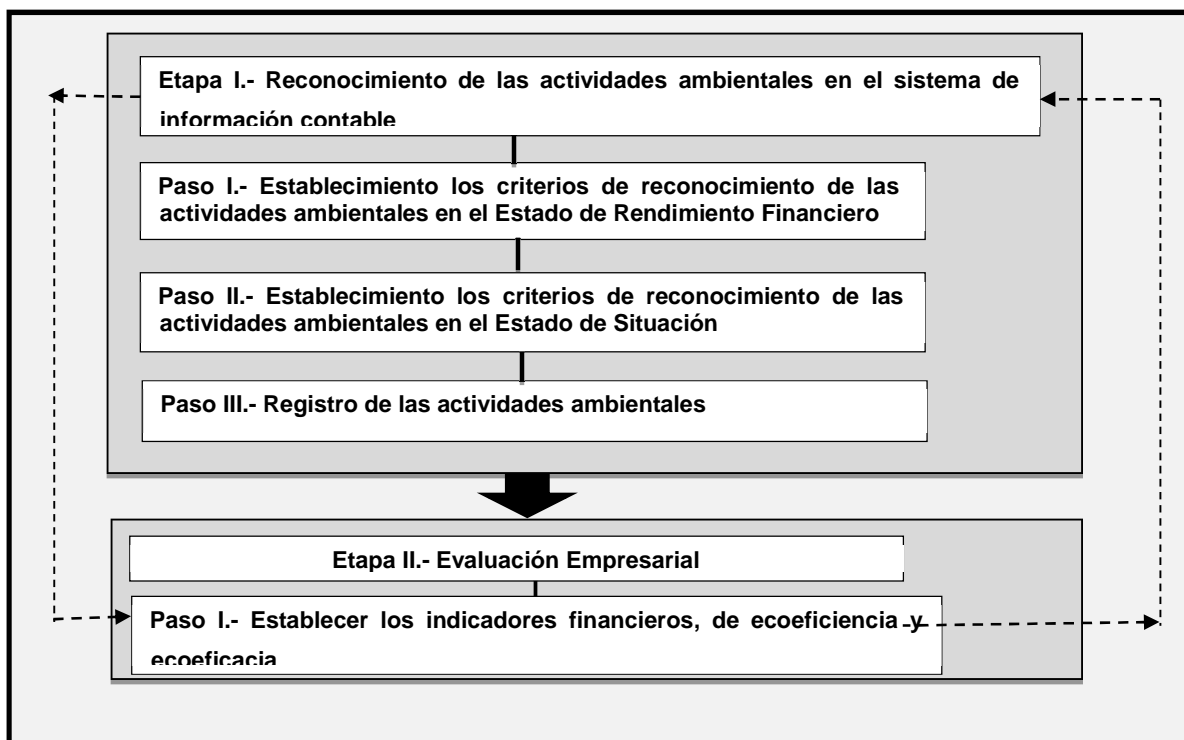 Etapa I.- Reconocimiento de las actividades ambientales en el sistema de
información contable
Paso I.- Establecimiento los criterios de reconocimiento de las
actividades ambientales en el Estado de Rendimiento Financiero
Paso II.- Establecimiento los criterios de reconocimiento de las
actividades ambientales en el Estado de Situación
Paso III.- Registro de las actividades ambientales
Etapa II.- Evaluación Empresarial
Paso I.- Establecer los indicadores financieros, de ecoeficiencia y
ecoeficacia